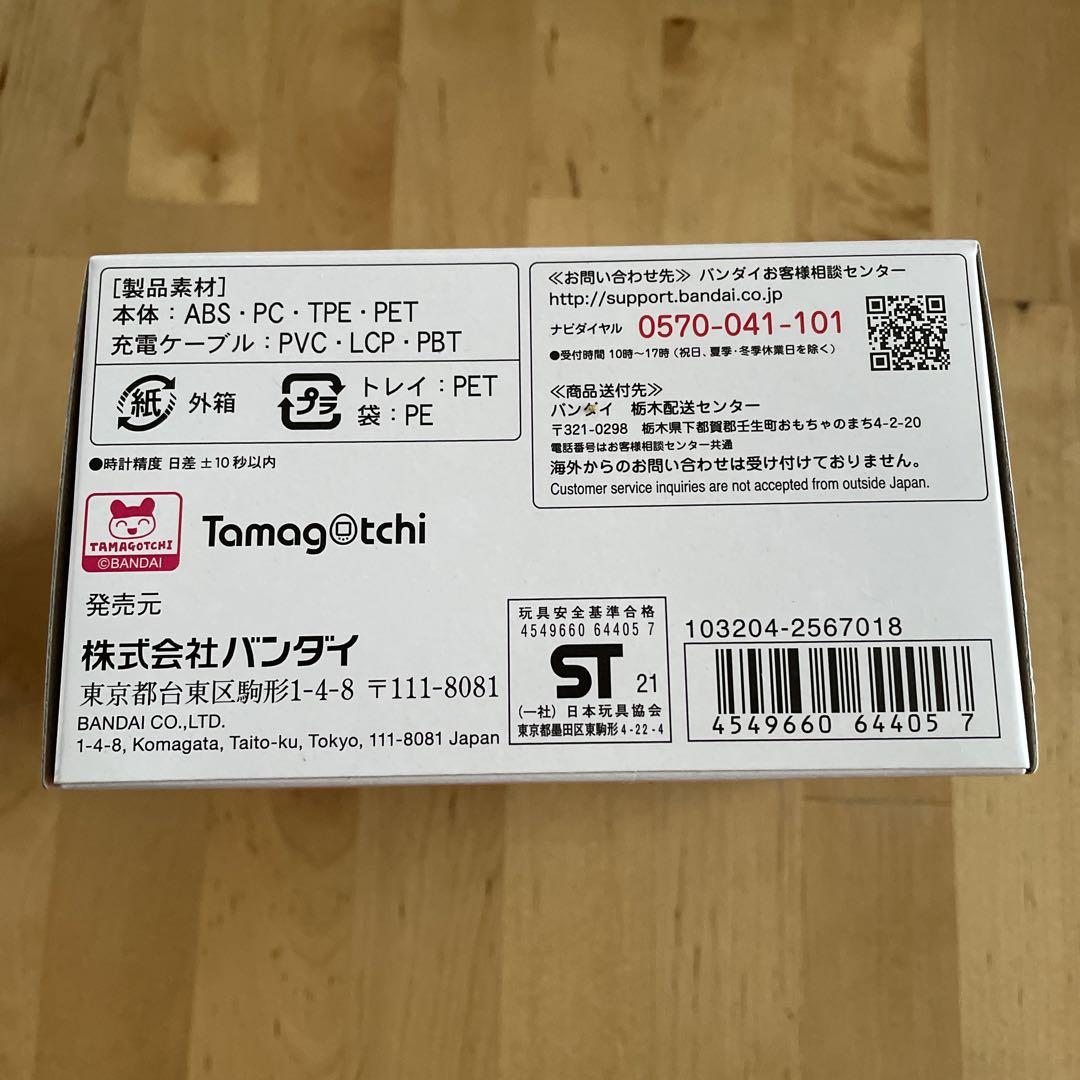 [製品素材]
本体：ABS・PC・TPE・PET
充電ケーブル：PVC・LCP・PBT
紙 外箱
プラ トレイ：PET
袋：PE
●時計精度 日差 ±10 秒以内
≪お問い合わせ先≫ バンダイお客様相談センター
http://support.bandai.co.jp
ナビダイヤル 0570-041-101
●受付時間 10時〜17時 (祝日、夏季・冬季休業日を除く)
≪商品送付先≫
バンダイ 栃木配送センター
〒321-0298 栃木県下都賀郡壬生町おもちゃのまち4-2-20
電話番号はお客様相談センター共通
海外からのお問い合わせは受け付けておりません。
Customer service inquiries are not accepted from outside Japan.
TAMAGOTCHI
©BANDAI
Tamagotchi
発売元
株式会社バンダイ
東京都台東区駒形1-4-8 〒111-8081
BANDAI CO.,LTD.
1-4-8, Komagata, Taito-ku, Tokyo, 111-8081 Japan
玩具安全基準合格
4549660 64405 7
ST 21
(一社) 日本玩具協会
東京都墨田区東駒形4-22-4
103204-2567018
4549660 644057